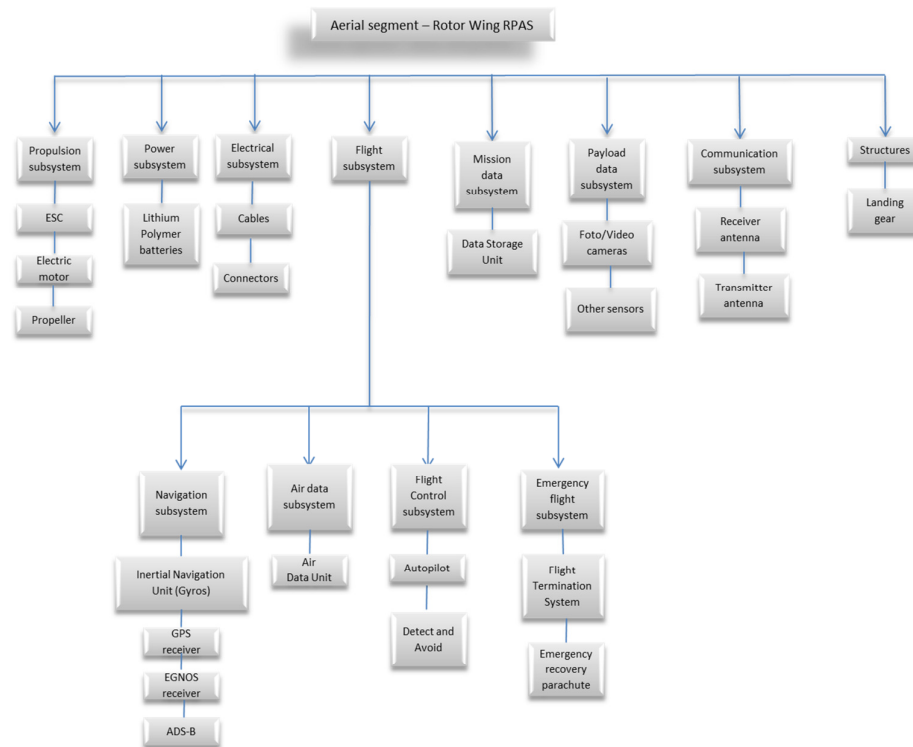 Aerial segment – Rotor Wing RPAS
Propulsion
subsystem
ESC
Electric
motor
Propeller
Power
subsystem
Lithium
Polymer
batteries
Electrical
subsystem
Cables
Connectors
Flight
subsystem
Mission
data
subsystem
Data Storage
Unit
Payload
data
subsystem
Foto/Video
cameras
Other sensors
Communication
subsystem
Receiver
antenna
Transmitter
antenna
Structures
Landing
gear
Navigation
subsystem
Inertial Navigation
Unit (Gyros)
GPS
receiver
EGNOS
receiver
ADS-B
Air data
subsystem
Air
Data Unit
Flight
Control
subsystem
Autopilot
Detect and
Avoid
Emergency
flight
subsystem
Flight
Termination
System
Emergency
recovery
parachute